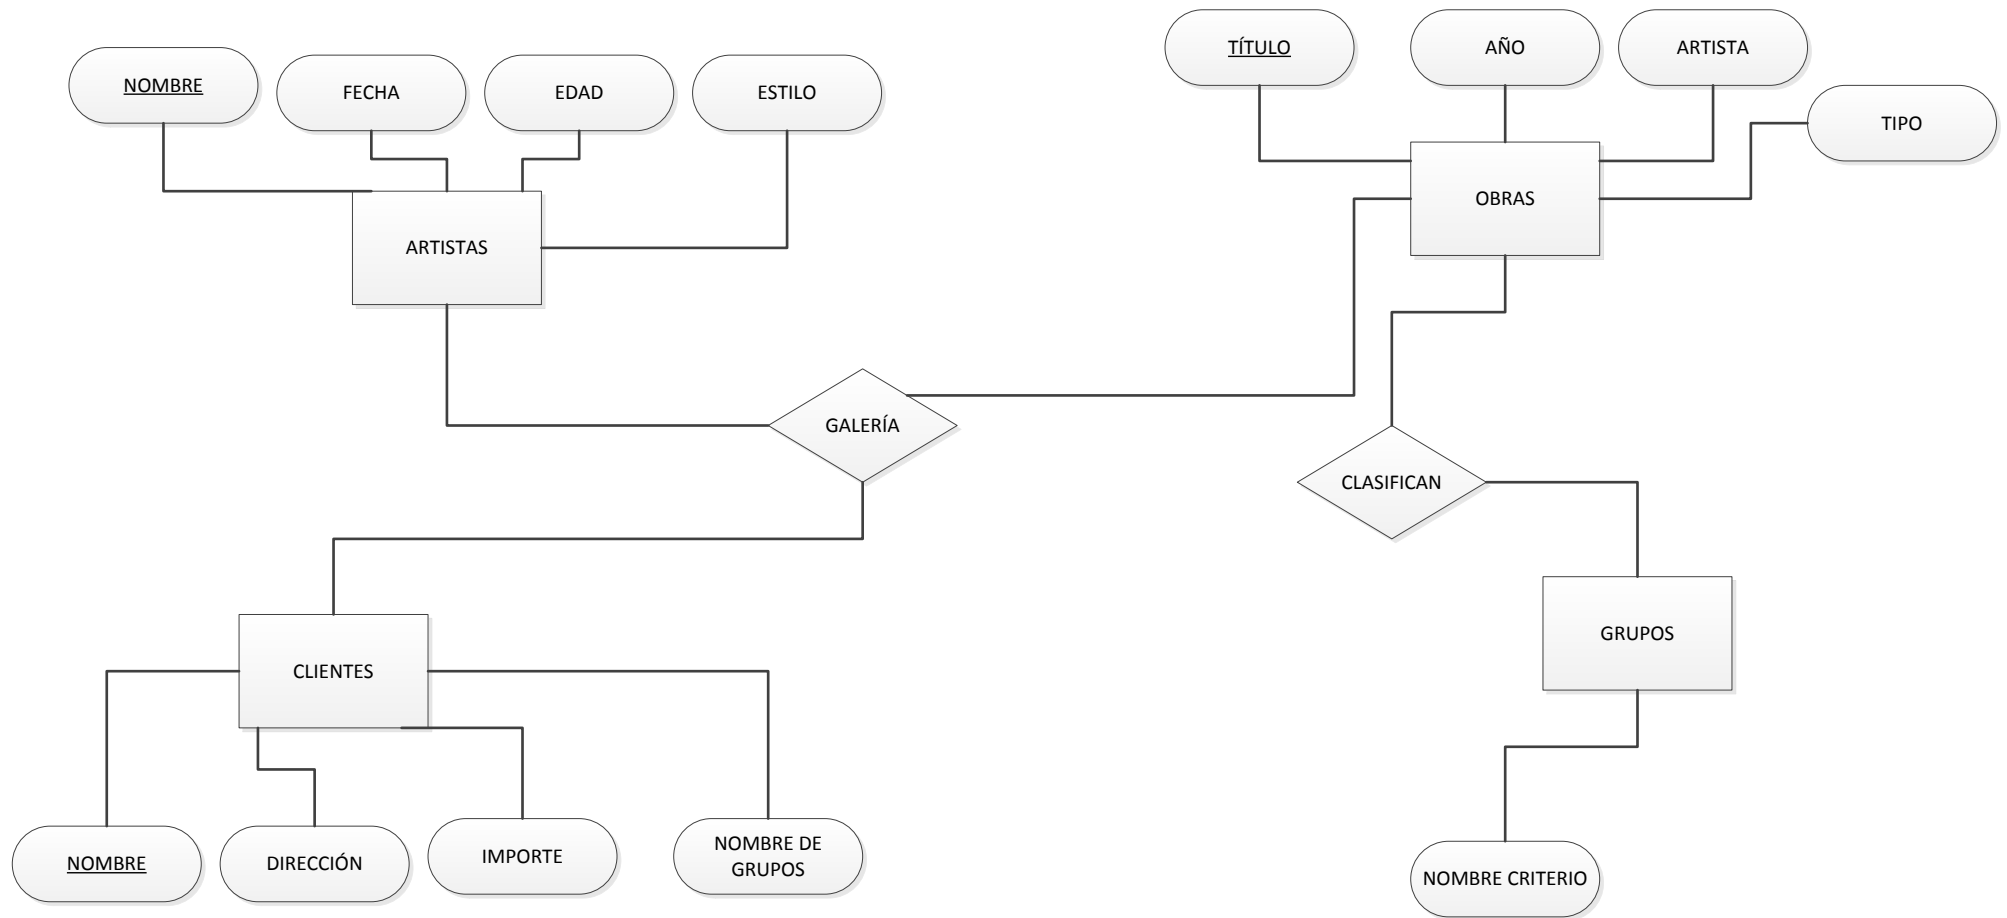 TÍTULO
AÑO
ARTISTA
NOMBRE
FECHA
EDAD
ESTILO
TIPO
OBRAS
ARTISTAS
GALERÍA
CLASIFICAN
GRUPOS
CLIENTES
NOMBRE
DIRECCIÓN
IMPORTE
NOMBRE DE
GRUPOS
NOMBRE CRITERIO